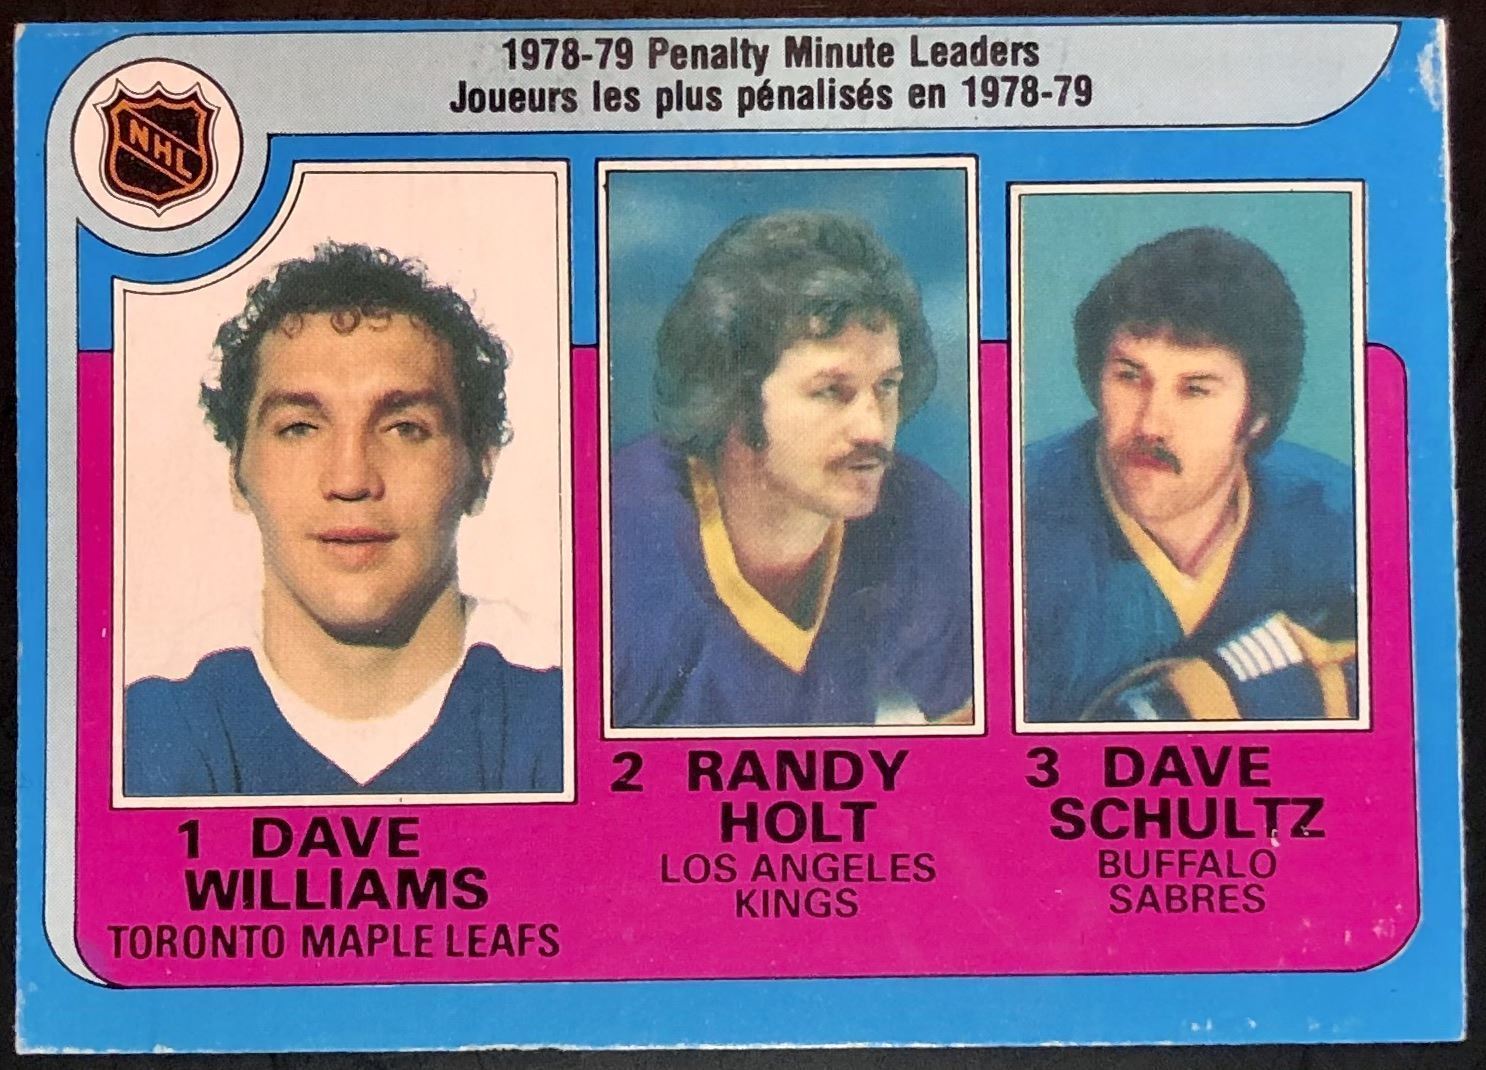 1978-79 Penalty Minute Leaders
Joueurs les plus pénalisés en 1978-79
NHL
1 DAVE
WILLIAMS
TORONTO MAPLE LEAFS
2 RANDY
HOLT
LOS ANGELES
KINGS
3 DAVE
SCHULTZ
BUFFALO
SABRES